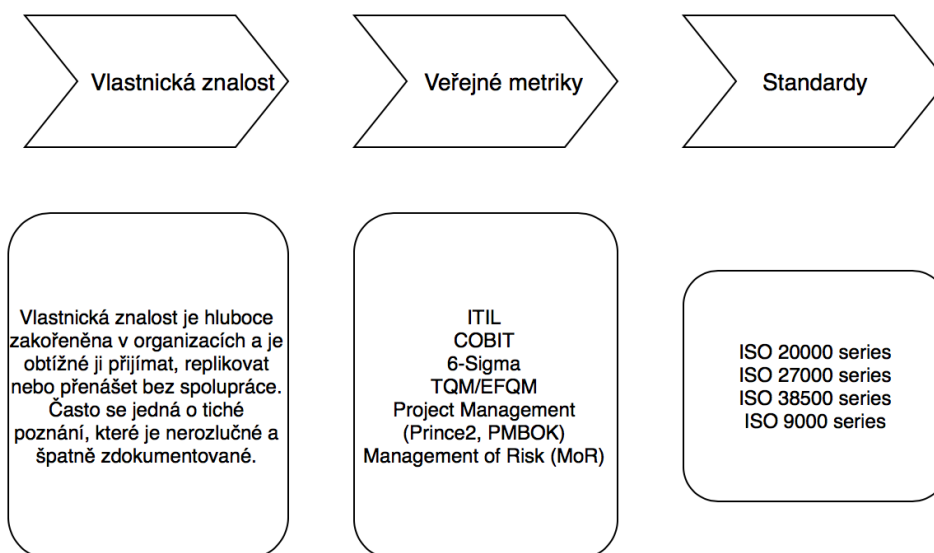 Vlastnická znalost
Veřejné metriky
Standardy
Vlastnická znalost je hluboce
zakořeněna v organizacích a je
obtížné ji přijímat, replikovat
nebo přenášet bez spolupráce.
Často se jedná o tiché
poznání, které je nerozlučné a
špatně zdokumentované.
ITIL
COBIT
6-Sigma
TQM/EFQM
Project Management
(Prince2, PMBOK)
Management of Risk (MoR)
ISO 20000 series
ISO 27000 series
ISO 38500 series
ISO 9000 series